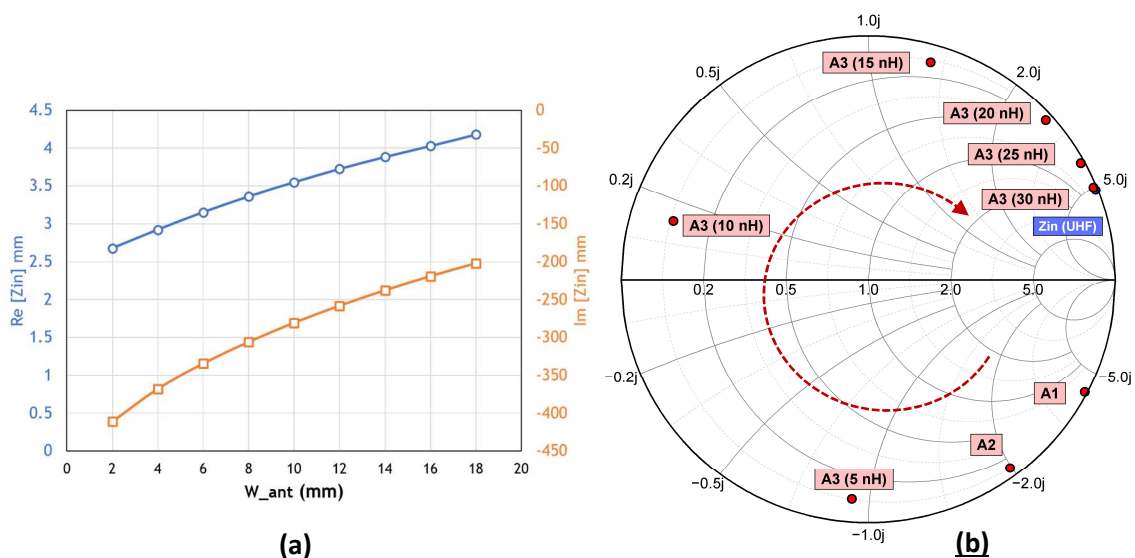 4.5
4
3.5
3
2.5
2
1.5
1
0.5
0
Re [Zin] mm
0
-50
-100
-150
-200
-250
-300
-350
-400
-450
Im [Zin] mm
0 2 4 6 8 10 12 14 16 18 20
W_ant (mm)
(a)
1.0j
0.5j
2.0j
0.2j
5.0j
A3 (15 nH)
A3 (20 nH)
A3 (25 nH)
A3 (30 nH)
Zin (UHF)
A3 (10 nH)
0.2 0.5 1.0 2.0 5.0
−0.2j
−5.0j
A1
A2
A3 (5 nH)
−0.5j
−2.0j
−1.0j
(b)